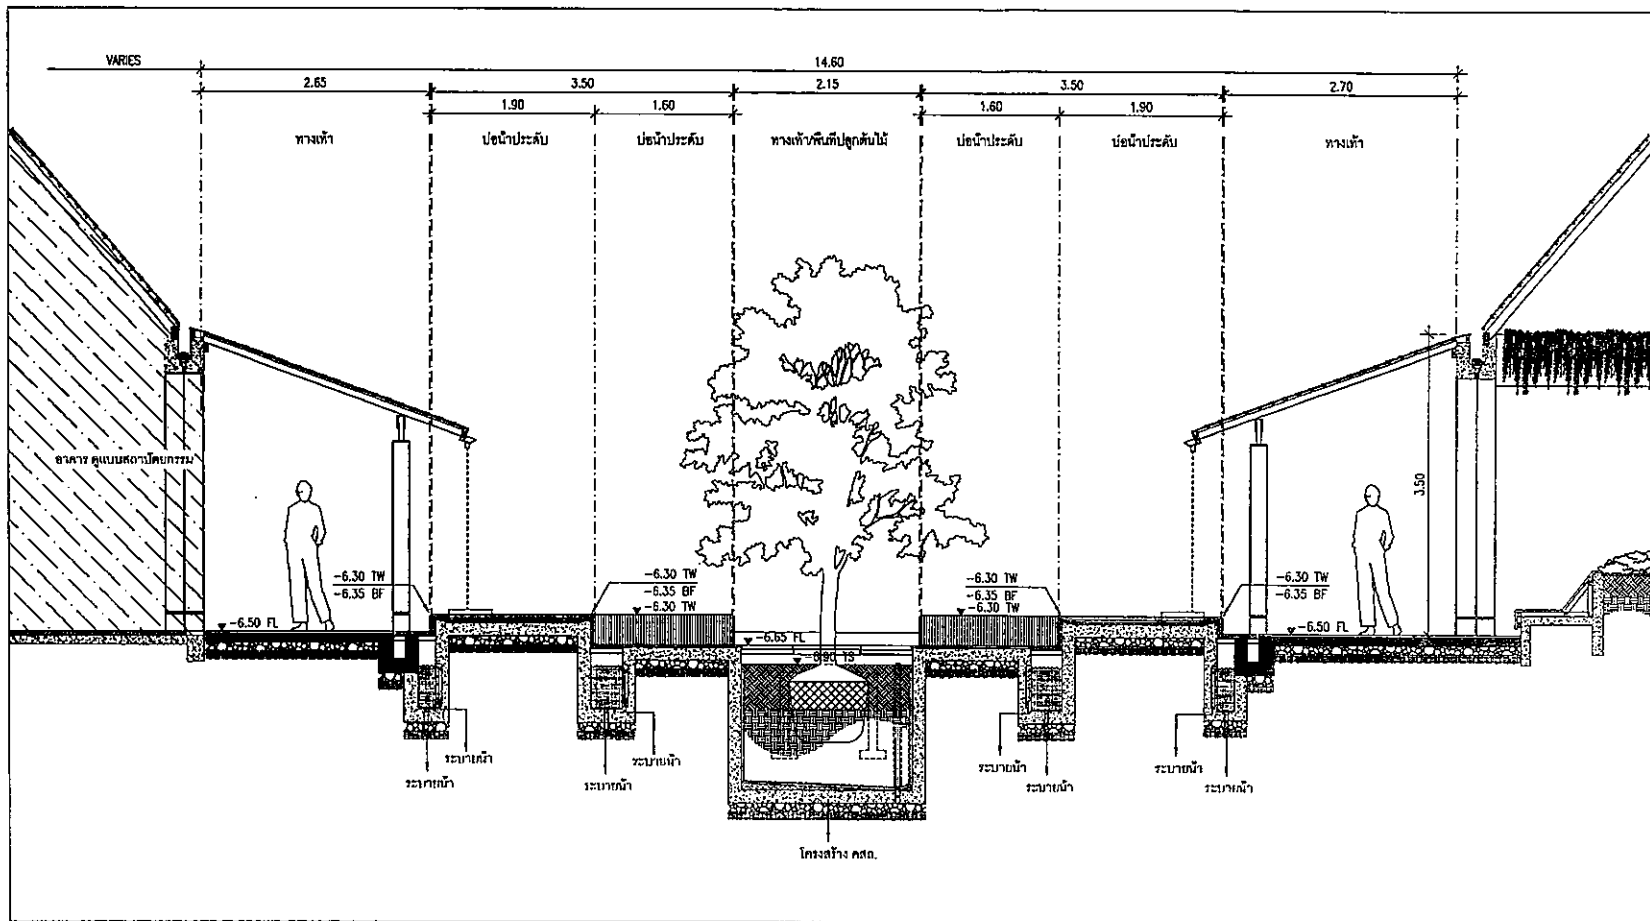 VARIES
14.60
2.65
3.50
2.15
3.50
2.70
1.90
1.60
1.60
1.90
ทางเท้า
บ่อน้ำประดับ
บ่อน้ำประดับ
ทางเท้า/พื้นที่ปลูกต้นไม้
บ่อน้ำประดับ
บ่อน้ำประดับ
ทางเท้า
อาคาร ดูแบบสถาปัตยกรรม
3.50
-6.30 TW
-6.35 BF
-6.30 TW
-6.35 BF
-6.30 TW
-6.30 TW
-6.35 BF
-6.30 TW
-6.30 TW
-6.35 BF
-6.50 FL
-6.65 FL
-6.50 FL
-6.90 TS
ระบายน้ำ
ระบายน้ำ
ระบายน้ำ
ระบายน้ำ
ระบายน้ำ
ระบายน้ำ
ระบายน้ำ
ระบายน้ำ
โครงสร้าง คสล.